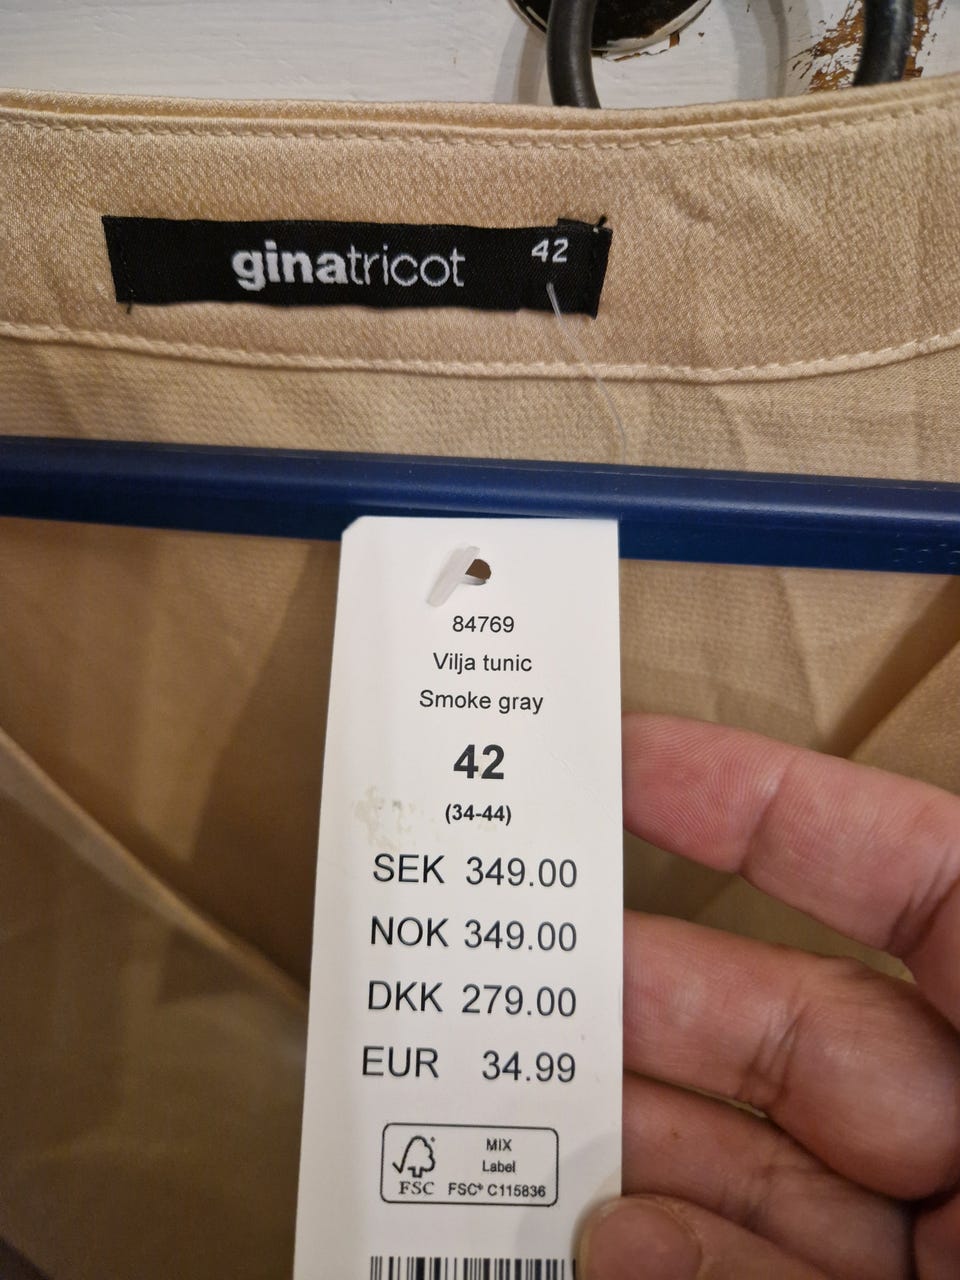 ginatricot 42
84769
Vilja tunic
Smoke gray
42
(34-44)
SEK 349.00
NOK 349.00
DKK 279.00
EUR 34.99
MIX
Label
FSC FSC® C115836